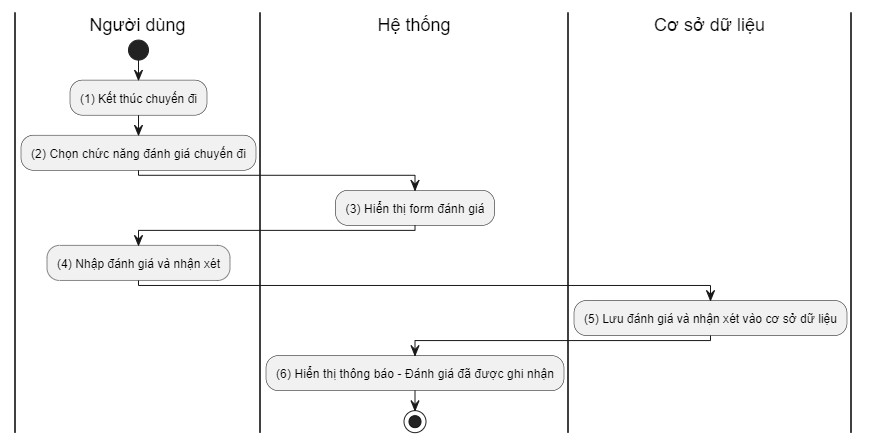 Người dùng
Hệ thống
Cơ sở dữ liệu
(1) Kết thúc chuyến đi
(2) Chọn chức năng đánh giá chuyến đi
(3) Hiển thị form đánh giá
(4) Nhập đánh giá và nhận xét
(5) Lưu đánh giá và nhận xét vào cơ sở dữ liệu
(6) Hiển thị thông báo - Đánh giá đã được ghi nhận